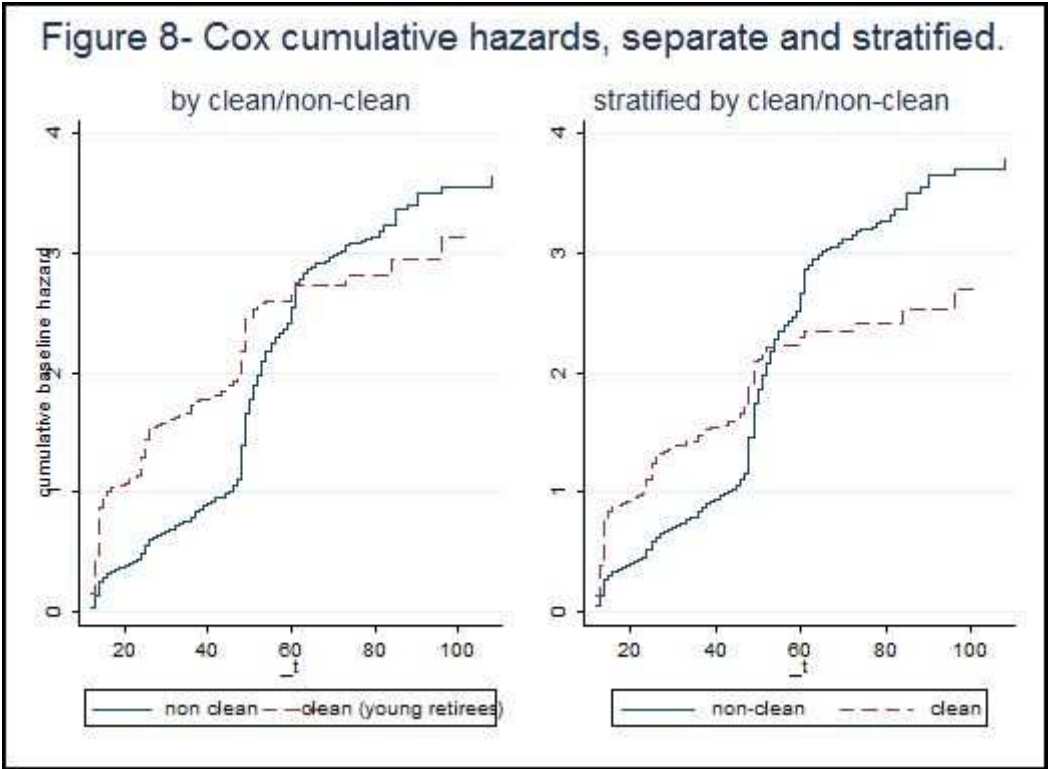 Figure 8- Cox cumulative hazards, separate and stratified.
by clean/non-clean
cumulative baseline hazard
4
3
2
1
0
20 40 60 80 100
_t
non clean clean (young retirees)
stratified by clean/non-clean
4
3
2
1
0
20 40 60 80 100
_t
non-clean clean